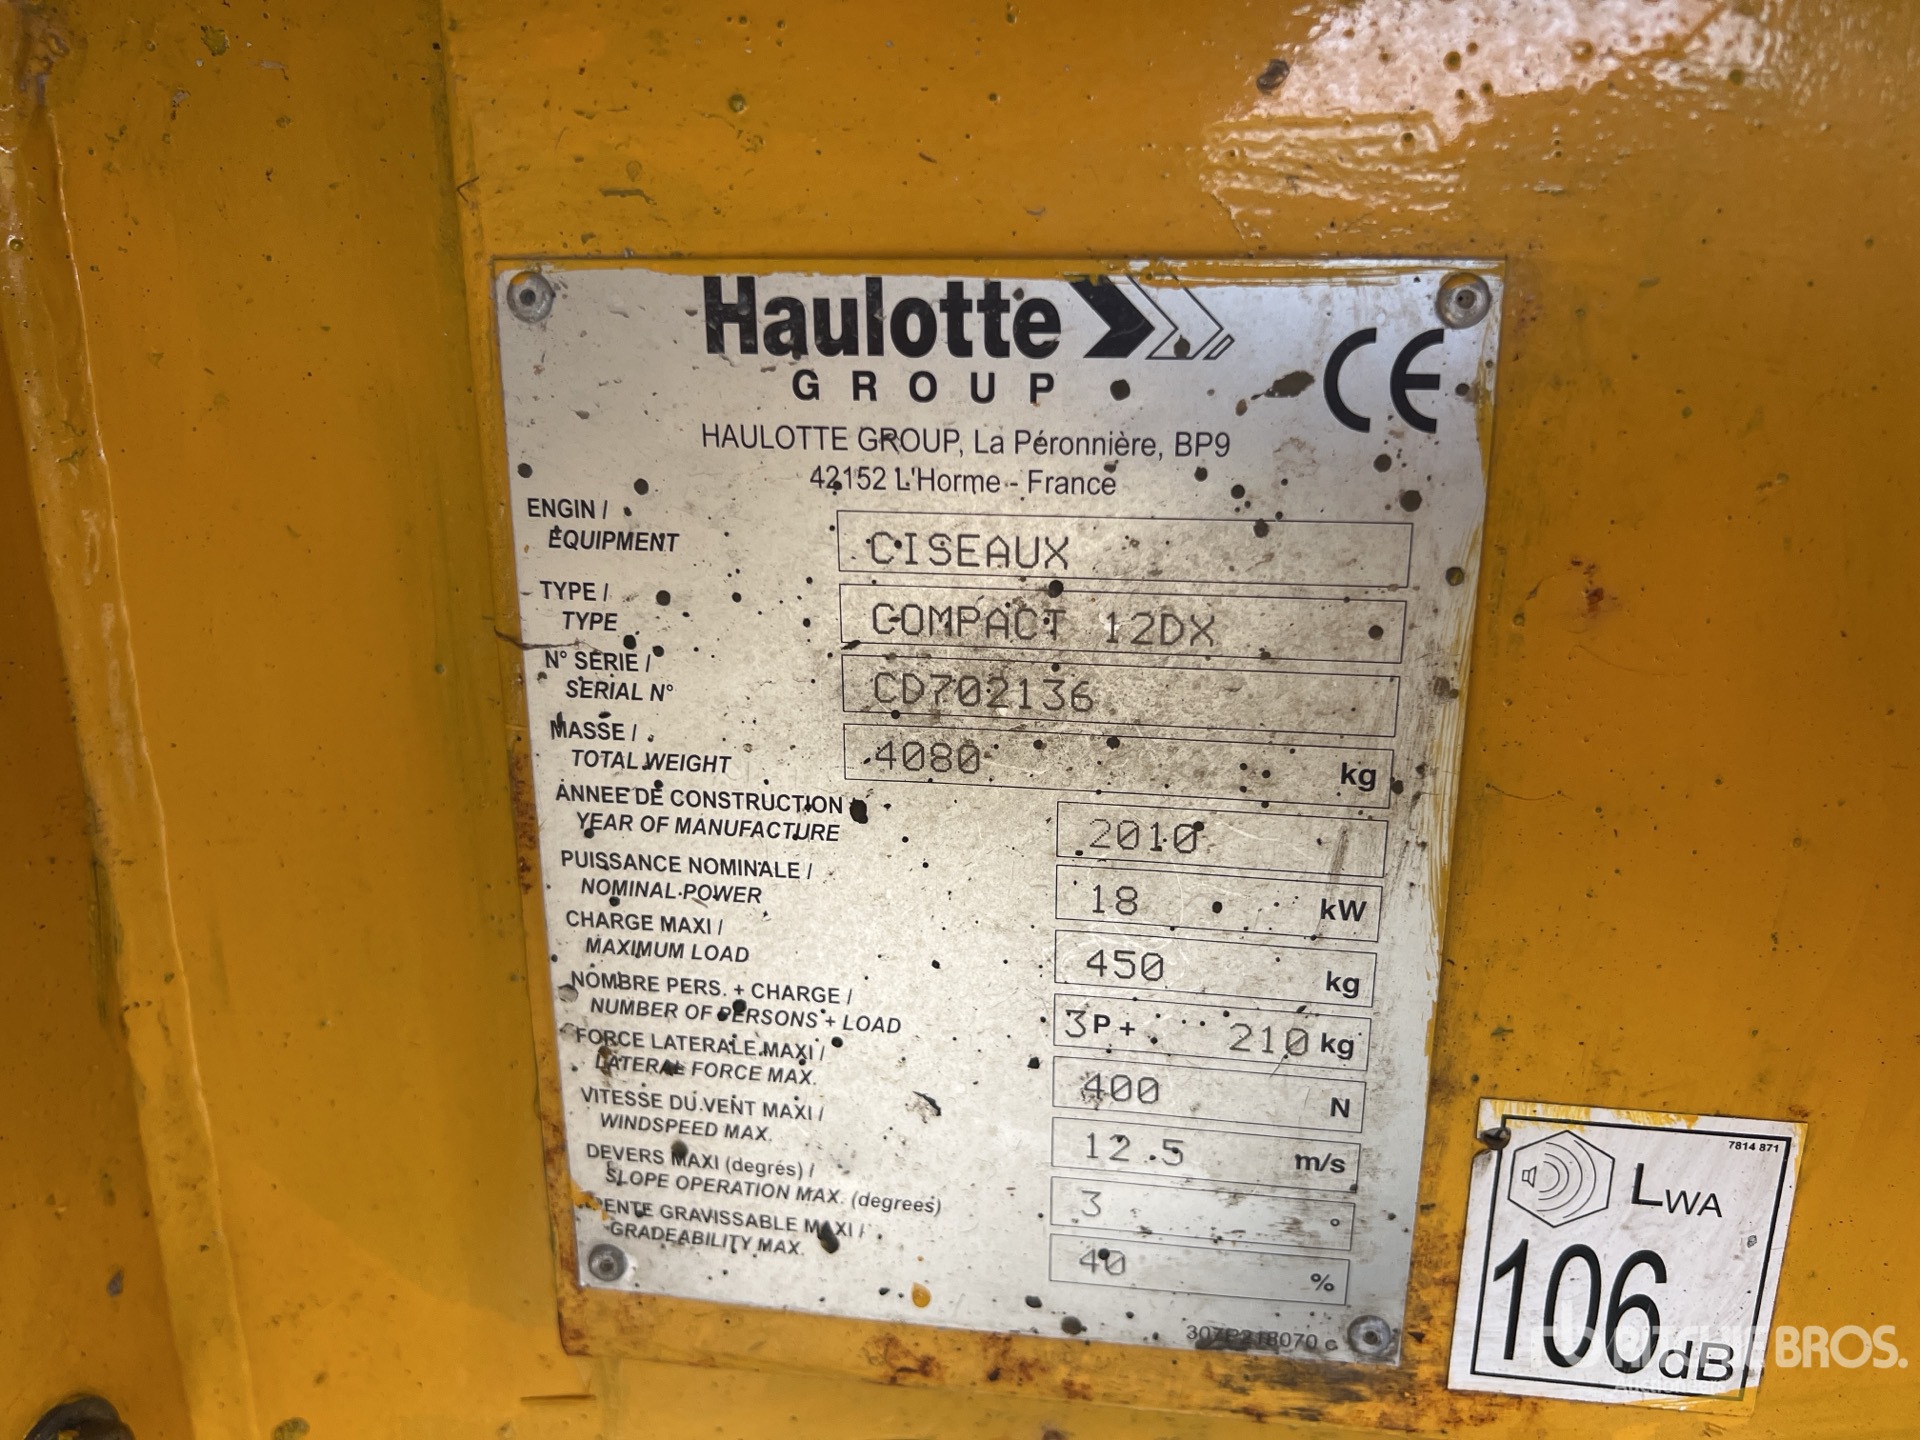 Haulotte
GROUP
CE
HAULOTTE GROUP, La Péronnière, BP9
42152 L'Horme - France
ENGIN /
EQUIPMENT
CISEAUX
TYPE /
TYPE
COMPACT 12DX
N° SERIE /
SERIAL N°
CD702136
MASSE /
TOTAL WEIGHT
4080 kg
ANNEE DE CONSTRUCTION
YEAR OF MANUFACTURE
2010
PUISSANCE NOMINALE /
NOMINAL POWER
18 kW
CHARGE MAXI /
MAXIMUM LOAD
450 kg
NOMBRE PERS. + CHARGE /
NUMBER OF PERSONS + LOAD
3P + 210 kg
FORCE LATERALE MAXI /
LATERAL FORCE MAX.
400 N
VITESSE DU VENT MAXI /
WINDSPEED MAX.
12.5 m/s
DEVERS MAXI (degrés) /
SLOPE OPERATION MAX. (degrees)
3 °
PENTE GRAVISSABLE MAXI /
GRADEABILITY MAX.
40 %
307P218070 G
7814 871
LWA
106 dB
RITCHIE BROS.